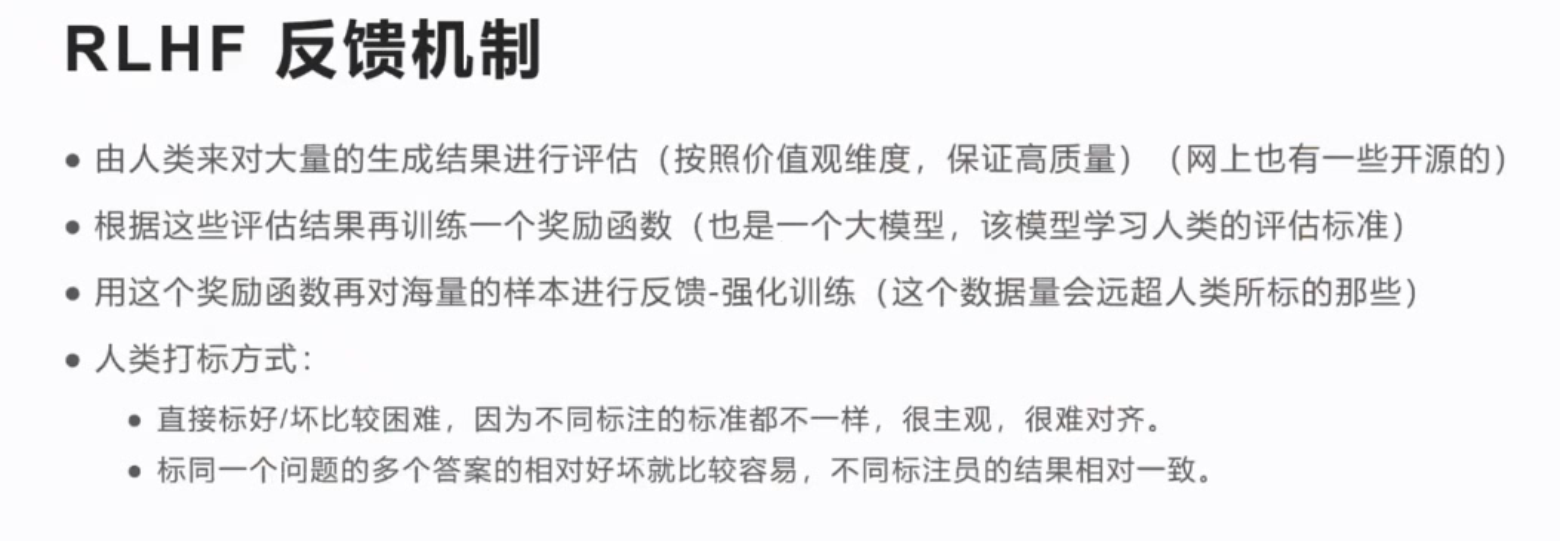 RLHF 反馈机制
• 由人类来对大量的生成结果进行评估（按照价值观维度，保证高质量）（网上也有一些开源的）
• 根据这些评估结果再训练一个奖励函数（也是一个大模型，该模型学习人类的评估标准）
• 用这个奖励函数再对海量的样本进行反馈-强化训练（这个数据量会远超人类所标的那些）
• 人类打标方式：
• 直接标好/坏比较困难，因为不同标注的标准都不一样，很主观，很难对齐。
• 标同一个问题的多个答案的相对好坏就比较容易，不同标注员的结果相对一致。